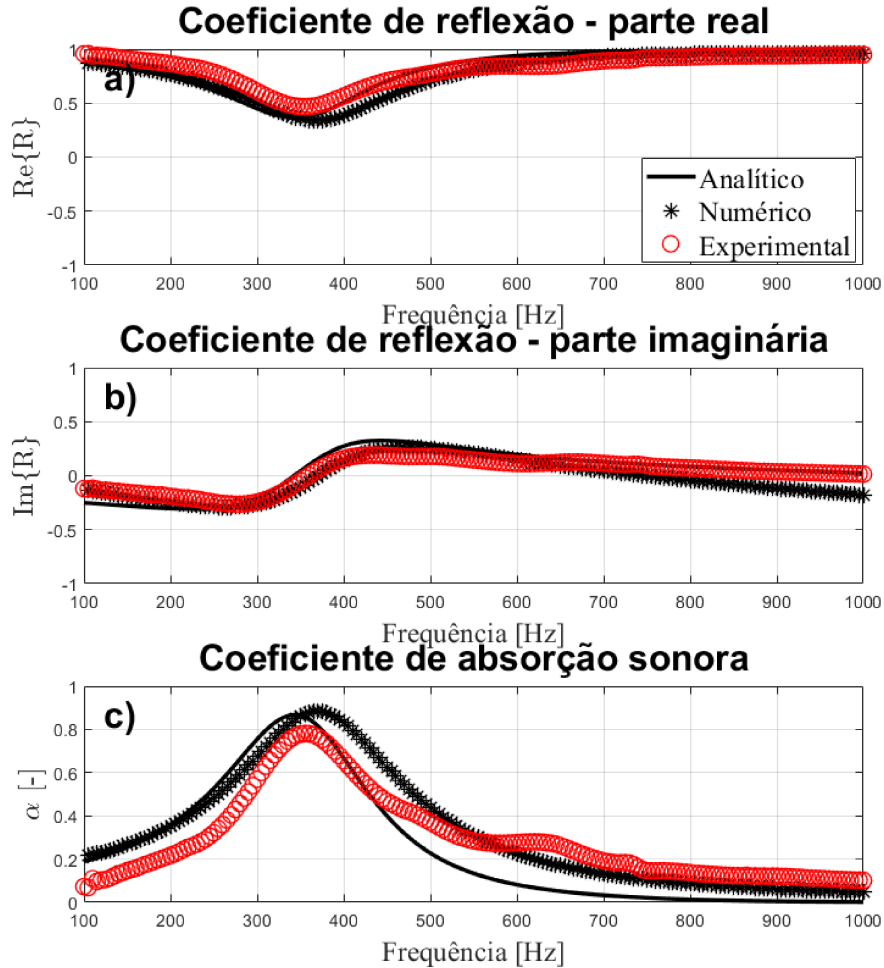 Coeficiente de reflexão - parte real
1
0.5
0
-0.5
-1
Re{R}
a)
Analítico
Numérico
Experimental
100 200 300 400 500 600 700 800 900 1000
Frequência [Hz]
Coeficiente de reflexão - parte imaginária
1
0.5
0
-0.5
-1
Im{R}
b)
100 200 300 400 500 600 700 800 900 1000
Frequência [Hz]
Coeficiente de absorção sonora
1
0.8
0.6
0.4
0.2
0
α [-]
c)
100 200 300 400 500 600 700 800 900 1000
Frequência [Hz]